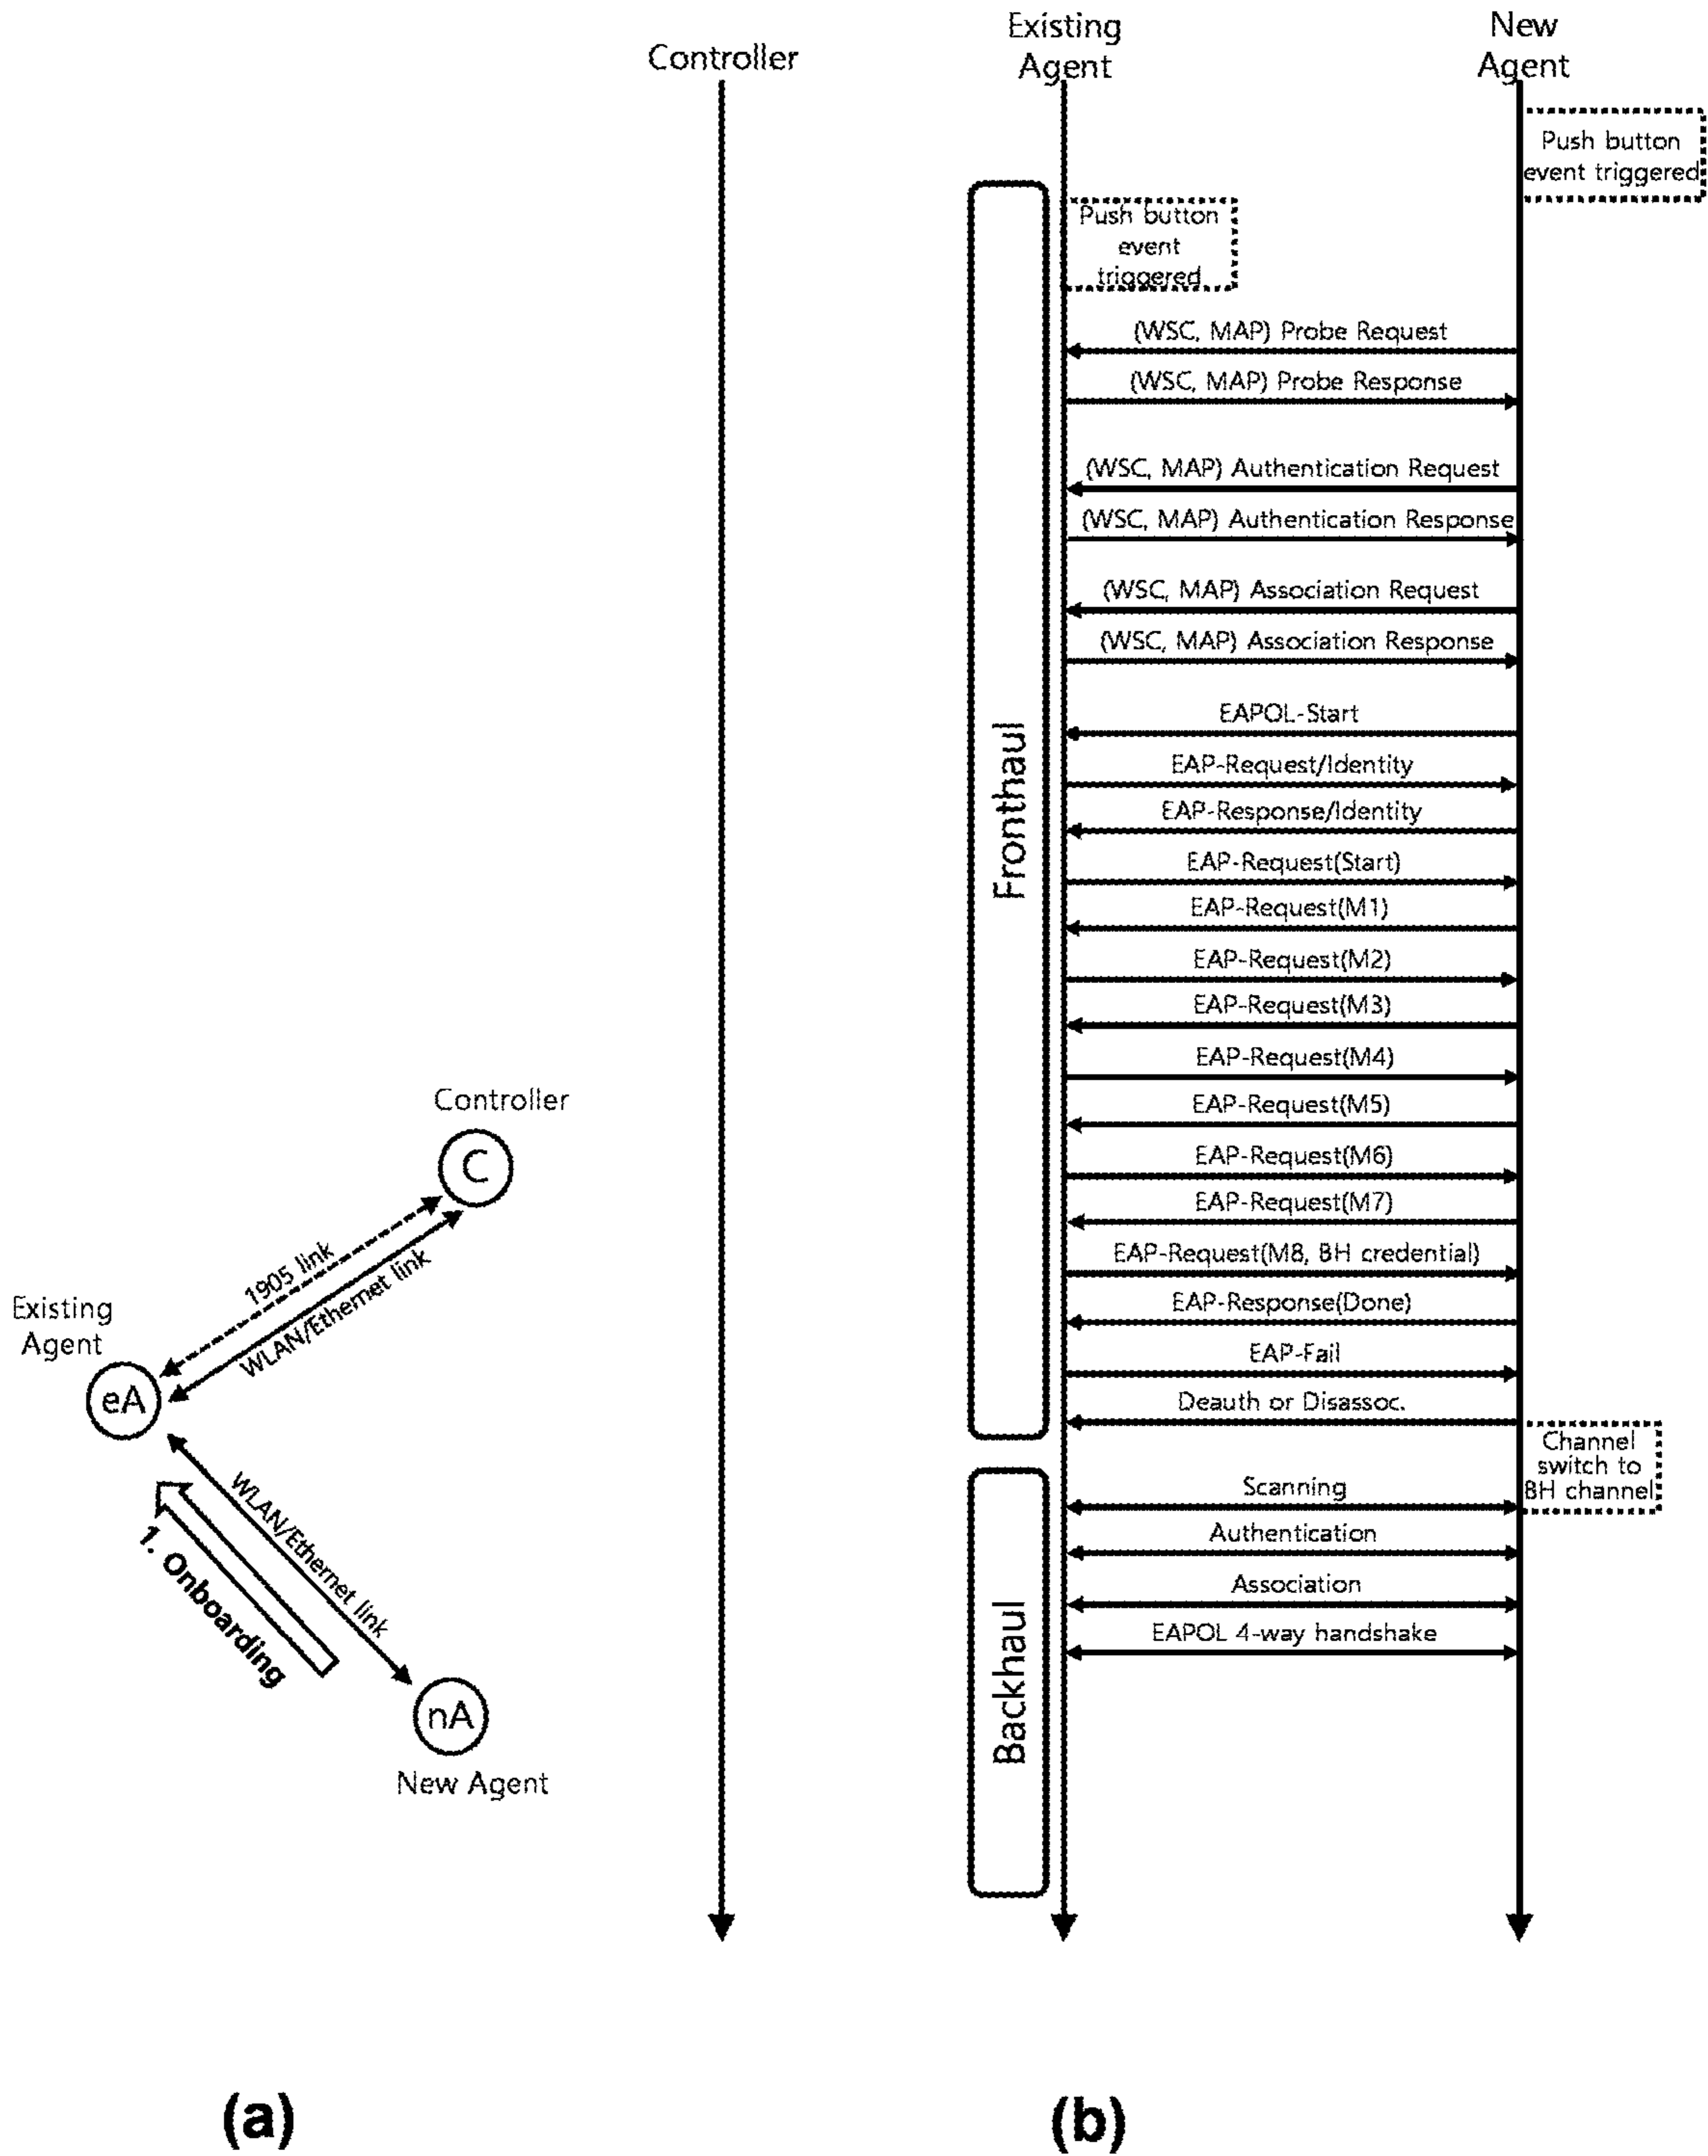 Controller
Existing
Agent
New
Agent
Push button
event triggered
Push button
event
triggered
(WSC, MAP) Probe Request
(WSC, MAP) Probe Response
(WSC, MAP) Authentication Request
(WSC, MAP) Authentication Response
(WSC, MAP) Association Request
(WSC, MAP) Association Response
EAPOL-Start
EAP-Request/Identity
EAP-Response/Identity
EAP-Request(Start)
EAP-Request(M1)
EAP-Request(M2)
EAP-Request(M3)
EAP-Request(M4)
EAP-Request(M5)
EAP-Request(M6)
EAP-Request(M7)
EAP-Request(M8, BH credential)
EAP-Response(Done)
EAP-Fail
Deauth or Disassoc.
Channel
switch to
BH channel
Scanning
Authentication
Association
EAPOL 4-way handshake
Fronthaul
Backhaul
Controller
C
1905 link
WLAN/Ethernet link
Existing
Agent
eA
WLAN/Ethernet link
1. Onboarding
nA
New Agent
(a)
(b)